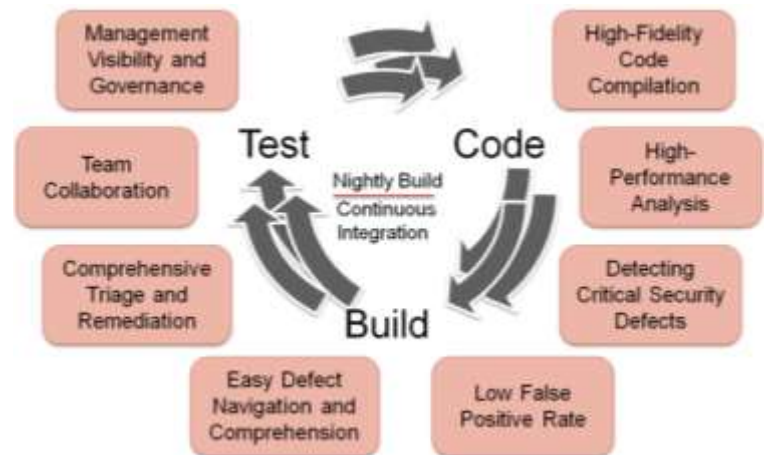 Management
Visibility and
Governance
High-Fidelity
Code
Compilation
Test
Code
Team
Collaboration
Nightly Build
Continuous
Integration
High-
Performance
Analysis
Comprehensive
Triage and
Remediation
Detecting
Critical Security
Defects
Build
Easy Defect
Navigation and
Comprehension
Low False
Positive Rate